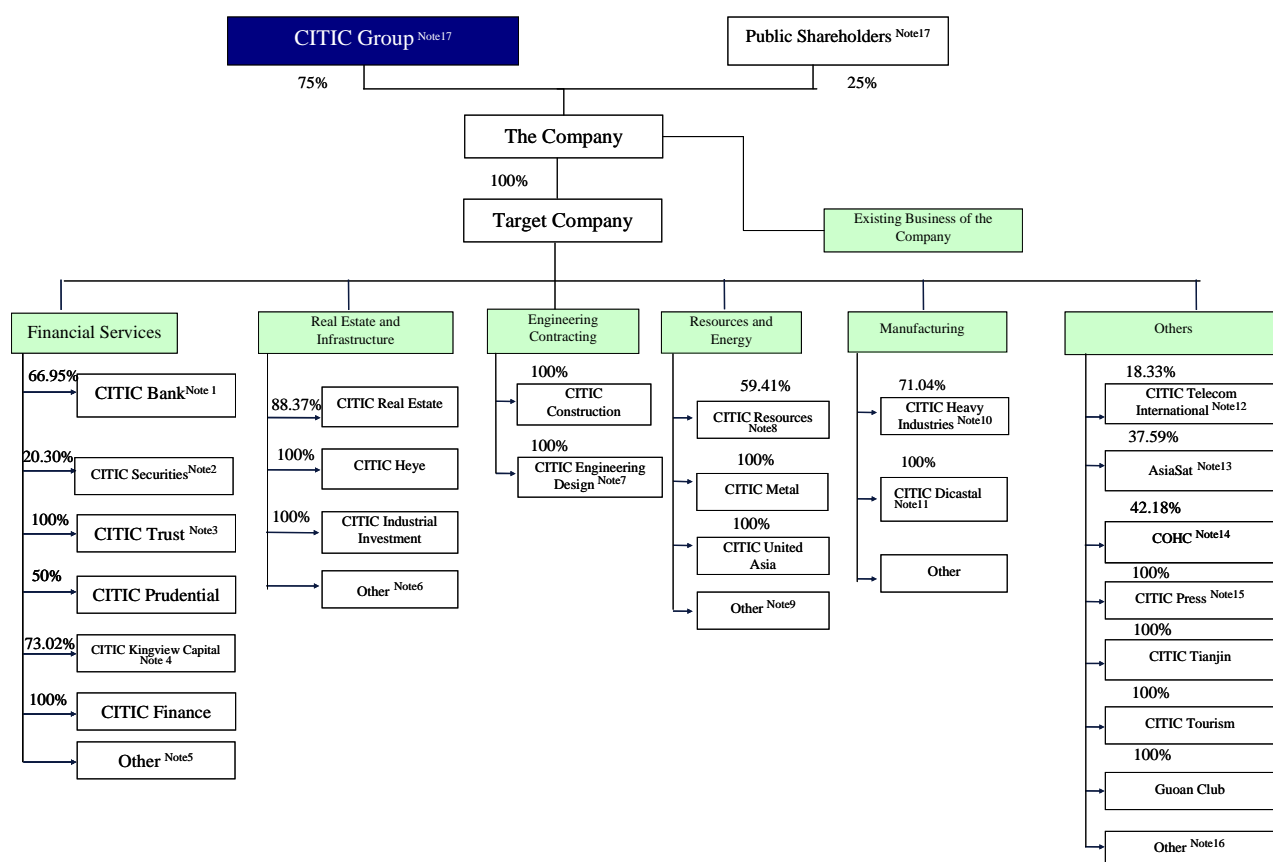 CITIC Group Note17
Public Shareholders Note17
75%
25%
The Company
100%
Target Company
Existing Business of the
Company
Financial Services
66.95%
CITIC Bank Note 1
20.30%
CITIC Securities Note2
100%
CITIC Trust Note3
50%
CITIC Prudential
73.02%
CITIC Kingview Capital
Note 4
100%
CITIC Finance
Other Note5
Real Estate and
Infrastructure
88.37%
CITIC Real Estate
100%
CITIC Heye
100%
CITIC Industrial
Investment
Other Note6
Engineering
Contracting
100%
CITIC
Construction
100%
CITIC Engineering
Design Note7
Resources and
Energy
59.41%
CITIC Resources
Note8
100%
CITIC Metal
100%
CITIC United
Asia
Other Note9
Manufacturing
71.04%
CITIC Heavy
Industries Note10
100%
CITIC Dicastal
Note11
Other
Others
18.33%
CITIC Telecom
International Note12
37.59%
AsiaSat Note13
42.18%
COHC Note14
100%
CITIC Press Note15
100%
CITIC Tianjin
100%
CITIC Tourism
100%
Guoan Club
Other Note16